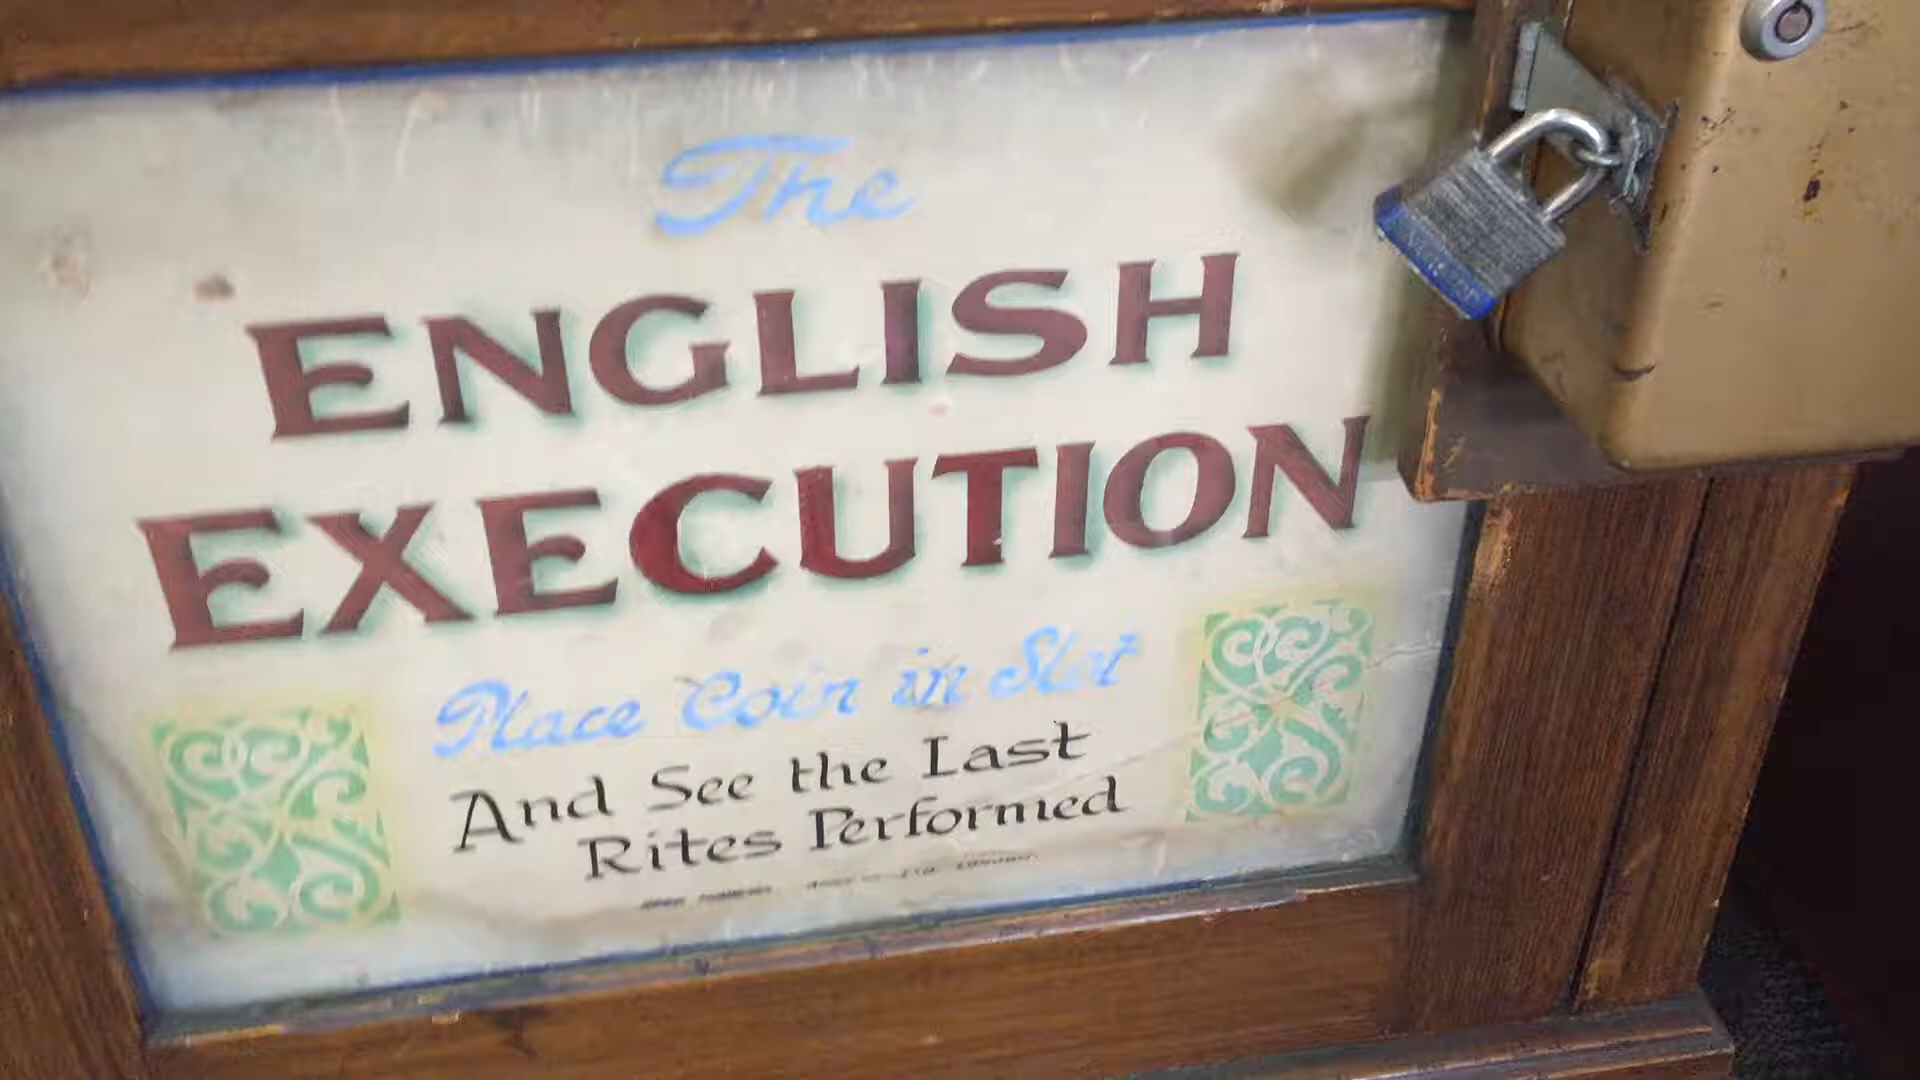 The
ENGLISH
EXECUTION
Place Coin in Slot
And See the Last
Rites Performed